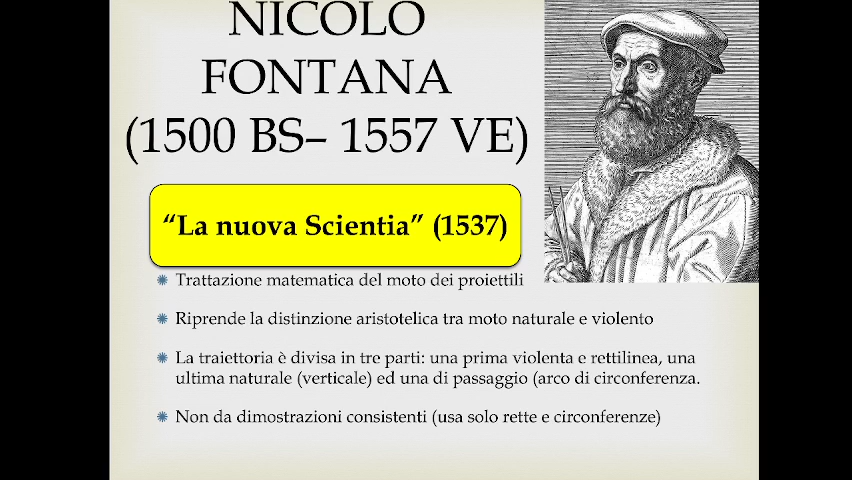 NICOLO
FONTANA
(1500 BS– 1557 VE)
“La nuova Scientia” (1537)
Trattazione matematica del moto dei proiettili
Riprende la distinzione aristotelica tra moto naturale e violento
La traiettoria è divisa in tre parti: una prima violenta e rettilinea, una
ultima naturale (verticale) ed una di passaggio (arco di circonferenza.
Non da dimostrazioni consistenti (usa solo rette e circonferenze)